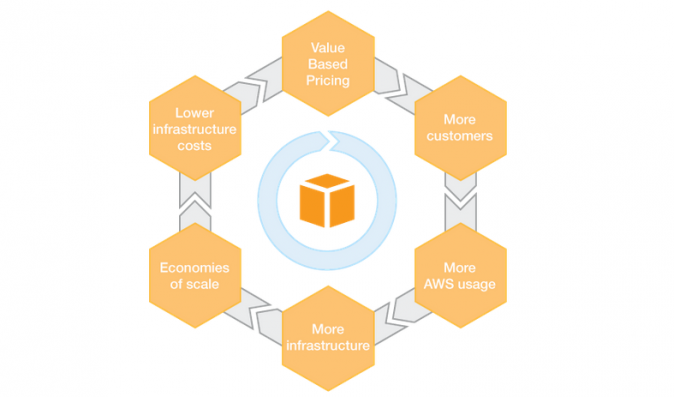 Value
Based
Pricing
More
customers
More
AWS usage
More
infrastructure
Economies
of scale
Lower
infrastructure
costs